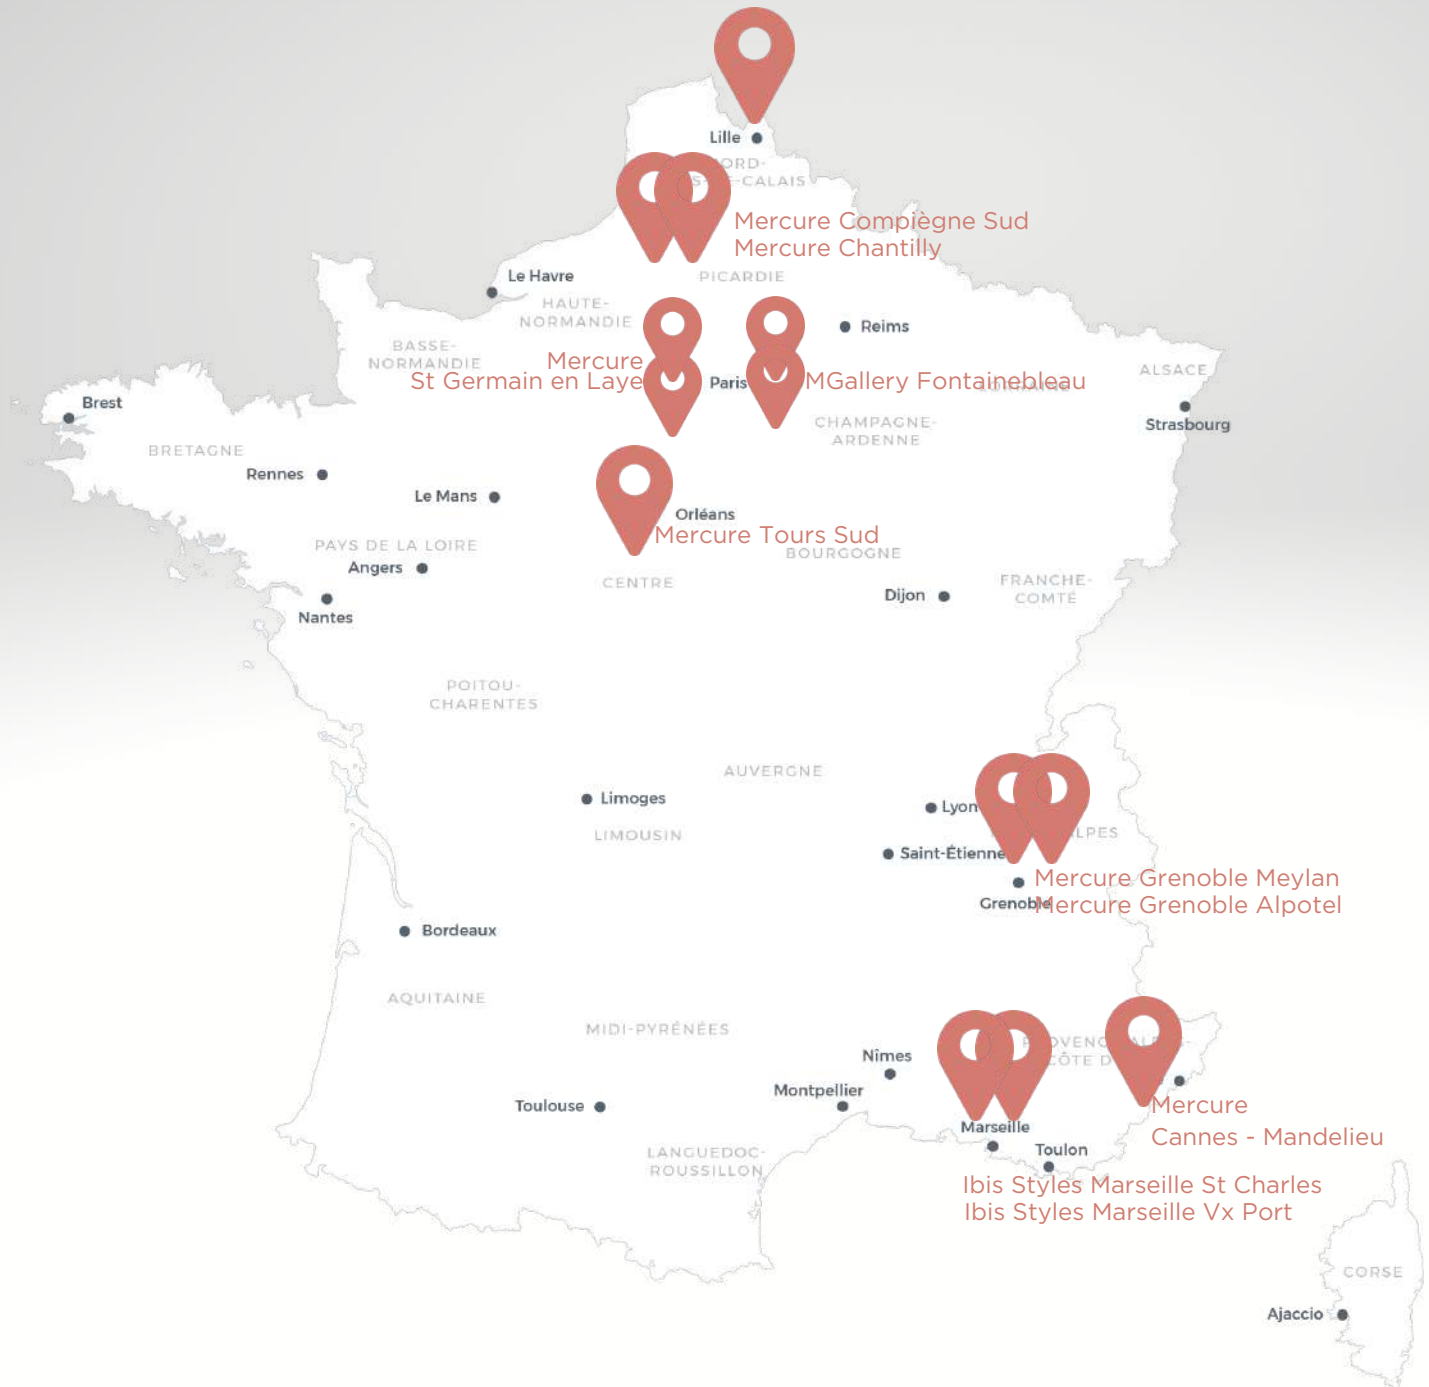 Lille
CALAIS
Mercure Compiègne Sud
Mercure Chantilly
PICARDIE
Le Havre
HAUTE-
NORMANDIE
Reims
BASSE-
NORMANDIE
Mercure
St Germain en Laye
Paris
MGallery Fontainebleau
ALSACE
Strasbourg
Brest
CHAMPAGNE-
ARDENNE
BRETAGNE
Rennes
Le Mans
Orléans
Mercure Tours Sud
PAYS DE LA LOIRE
BOURGOGNE
Angers
CENTRE
FRANCHE-
COMTÉ
Dijon
Nantes
POITOU-
CHARENTES
AUVERGNE
Limoges
Lyon
LIMOUSIN
Saint-Étienne
Mercure Grenoble Meylan
Grenoble
Mercure Grenoble Alpotel
Bordeaux
AQUITAINE
MIDI-PYRÉNÉES
Nîmes
CÔTE D
Montpellier
Toulouse
Mercure
Cannes - Mandelieu
Marseille
Toulon
LANGUEDOC-
ROUSSILLON
Ibis Styles Marseille St Charles
Ibis Styles Marseille Vx Port
CORSE
Ajaccio